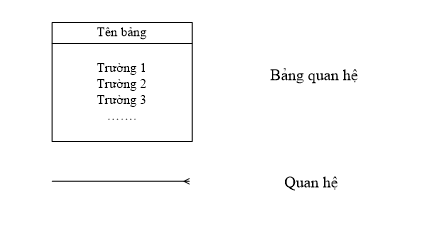 Tên bảng
Trường 1
Trường 2
Trường 3
.......
Bảng quan hệ
Quan hệ